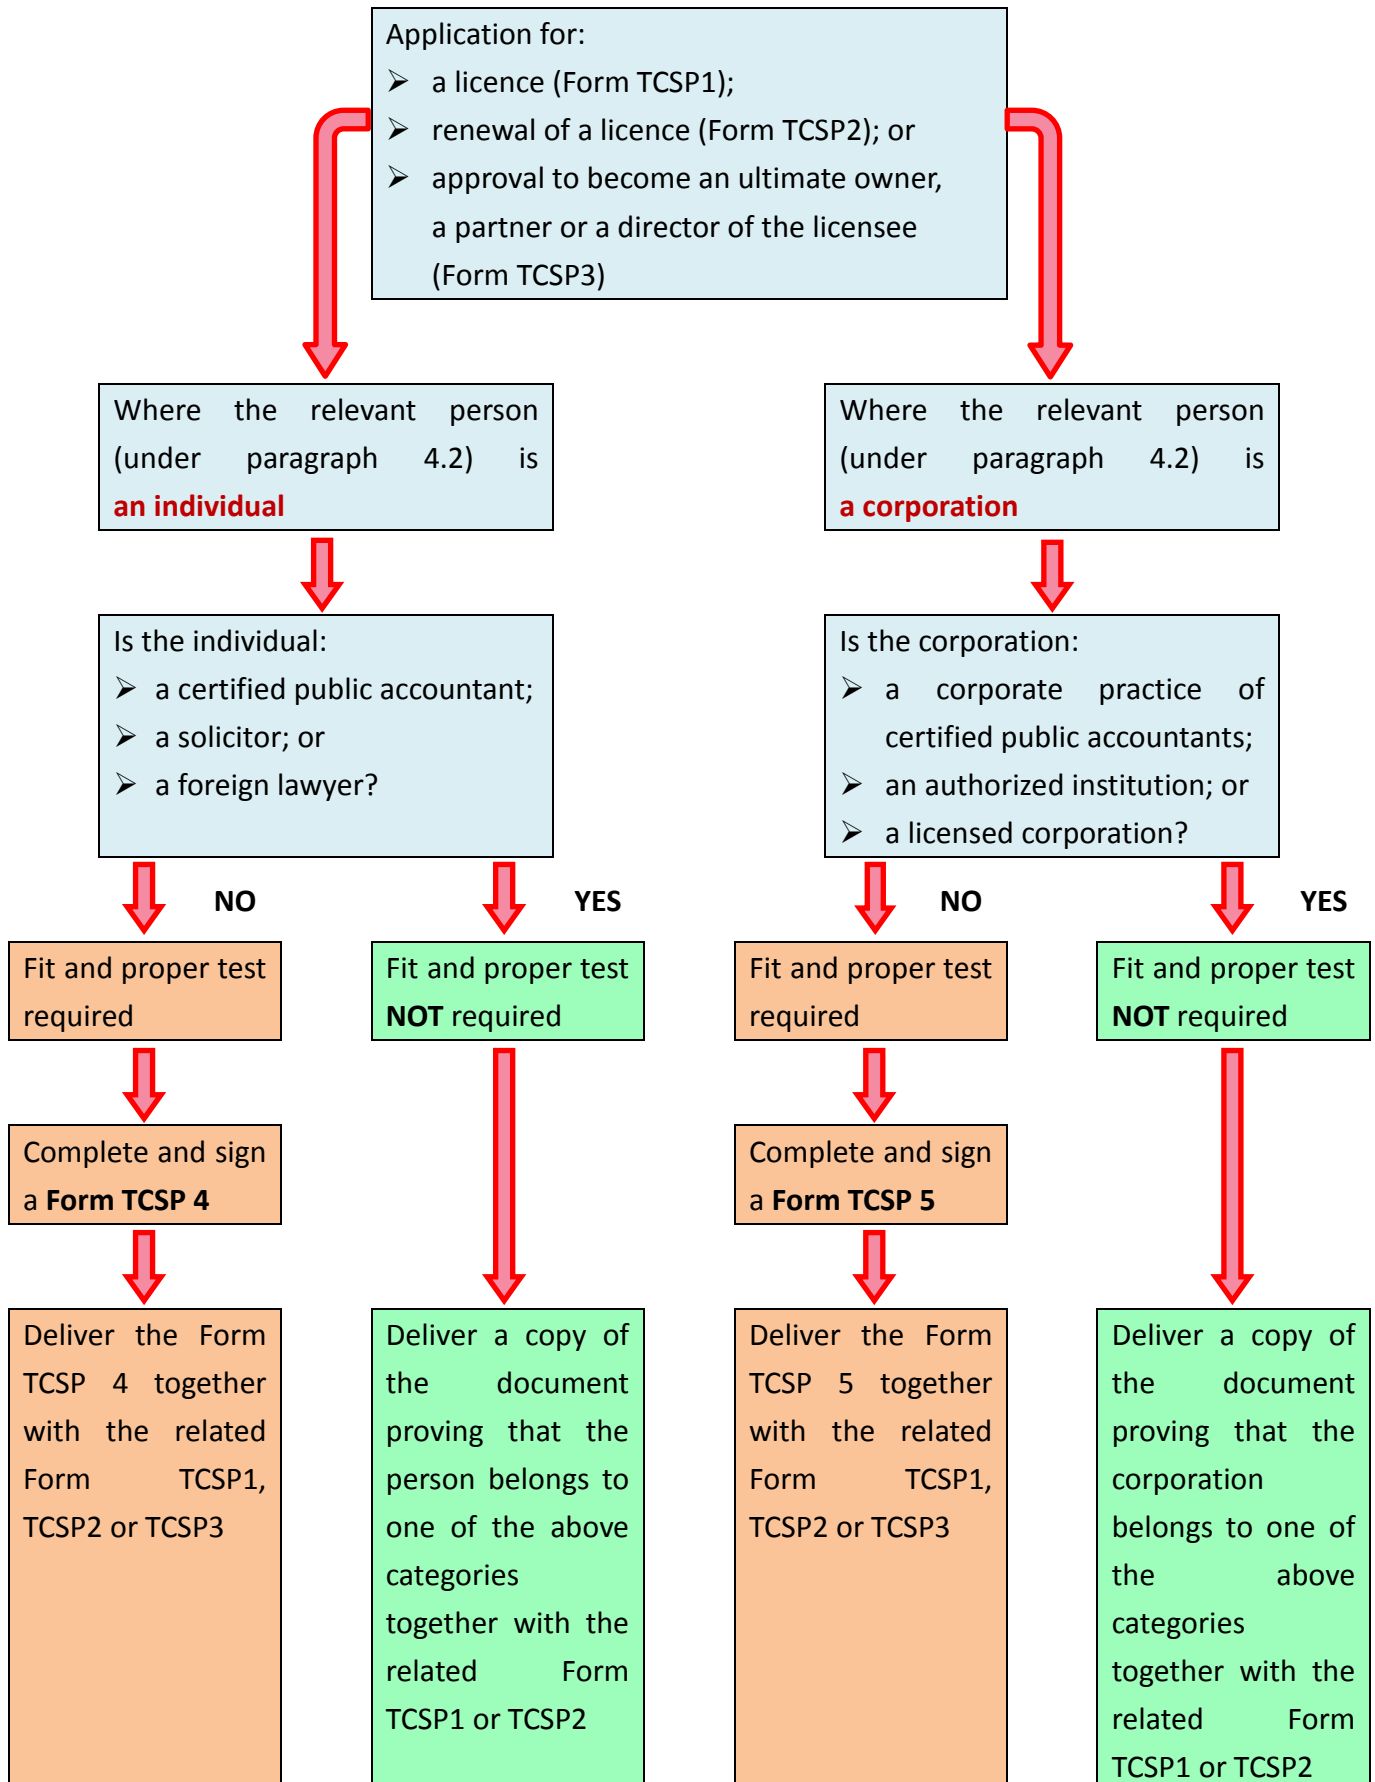 Application for:
➢ a licence (Form TCSP1);
➢ renewal of a licence (Form TCSP2); or
➢ approval to become an ultimate owner,
a partner or a director of the licensee
(Form TCSP3)
Where the relevant person
(under paragraph 4.2) is
an individual
Where the relevant person
(under paragraph 4.2) is
a corporation
Is the individual:
➢ a certified public accountant;
➢ a solicitor; or
➢ a foreign lawyer?
Is the corporation:
➢ a corporate practice of
certified public accountants;
➢ an authorized institution; or
➢ a licensed corporation?
NO
YES
NO
YES
Fit and proper test
required
Fit and proper test
NOT required
Fit and proper test
required
Fit and proper test
NOT required
Complete and sign
a Form TCSP 4
Complete and sign
a Form TCSP 5
Deliver the Form
TCSP 4 together
with the related
Form TCSP1,
TCSP2 or TCSP3
Deliver a copy of
the document
proving that the
person belongs to
one of the above
categories
together with the
related Form
TCSP1 or TCSP2
Deliver the Form
TCSP 5 together
with the related
Form TCSP1,
TCSP2 or TCSP3
Deliver a copy of
the document
proving that the
corporation
belongs to one of
the above
categories
together with the
related Form
TCSP1 or TCSP2